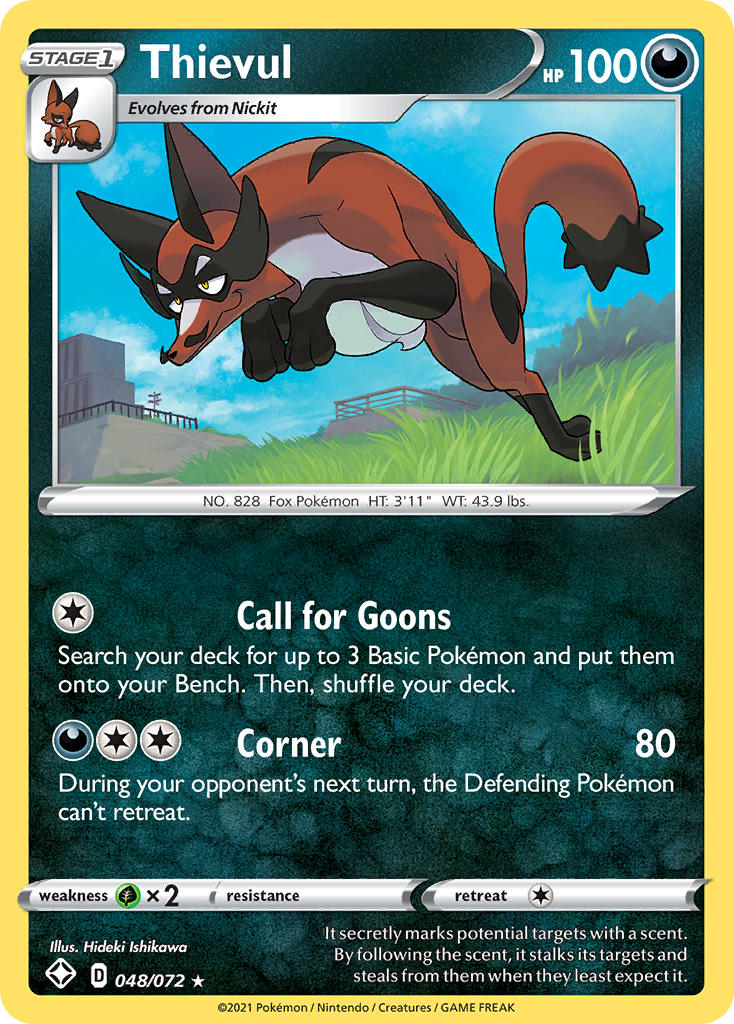 STAGE 1
Thievul
HP 100
Evolves from Nickit
NO. 828 Fox Pokémon HT: 3'11" WT: 43.9 lbs.
Call for Goons
Search your deck for up to 3 Basic Pokémon and put them
onto your Bench. Then, shuffle your deck.
Corner 80
During your opponent's next turn, the Defending Pokémon
can't retreat.
weakness ×2 resistance retreat
Illus. Hideki Ishikawa
It secretly marks potential targets with a scent.
By following the scent, it stalks its targets and
steals from them when they least expect it.
D 048/072 ★
©2021 Pokémon / Nintendo / Creatures / GAME FREAK